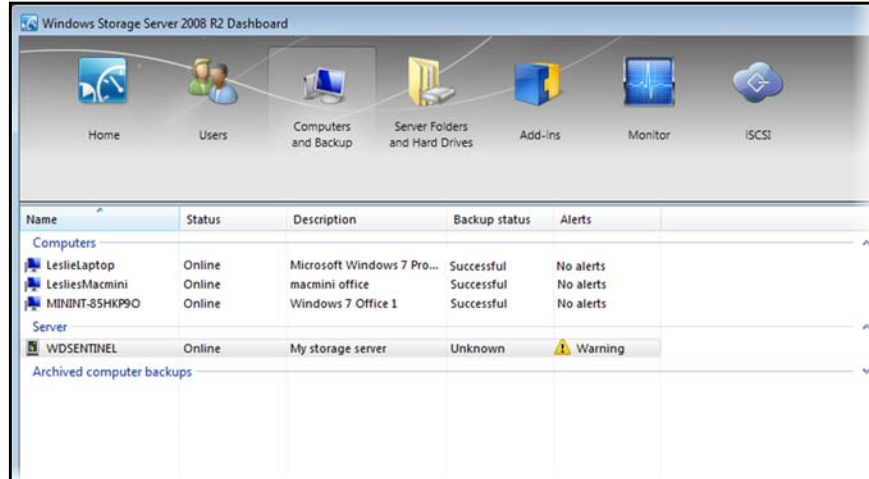 Windows Storage Server 2008 R2 Dashboard
Home Users Computers and Backup Server Folders and Hard Drives Add-ins Monitor iSCSI
Name Status Description Backup status Alerts
Computers
LeslieLaptop Online Microsoft Windows 7 Pro... Successful No alerts
LesliesMacmini Online macmini office Successful No alerts
MININT-85HKP9O Online Windows 7 Office 1 Successful No alerts
Server
WDSENTINEL Online My storage server Unknown Warning
Archived computer backups